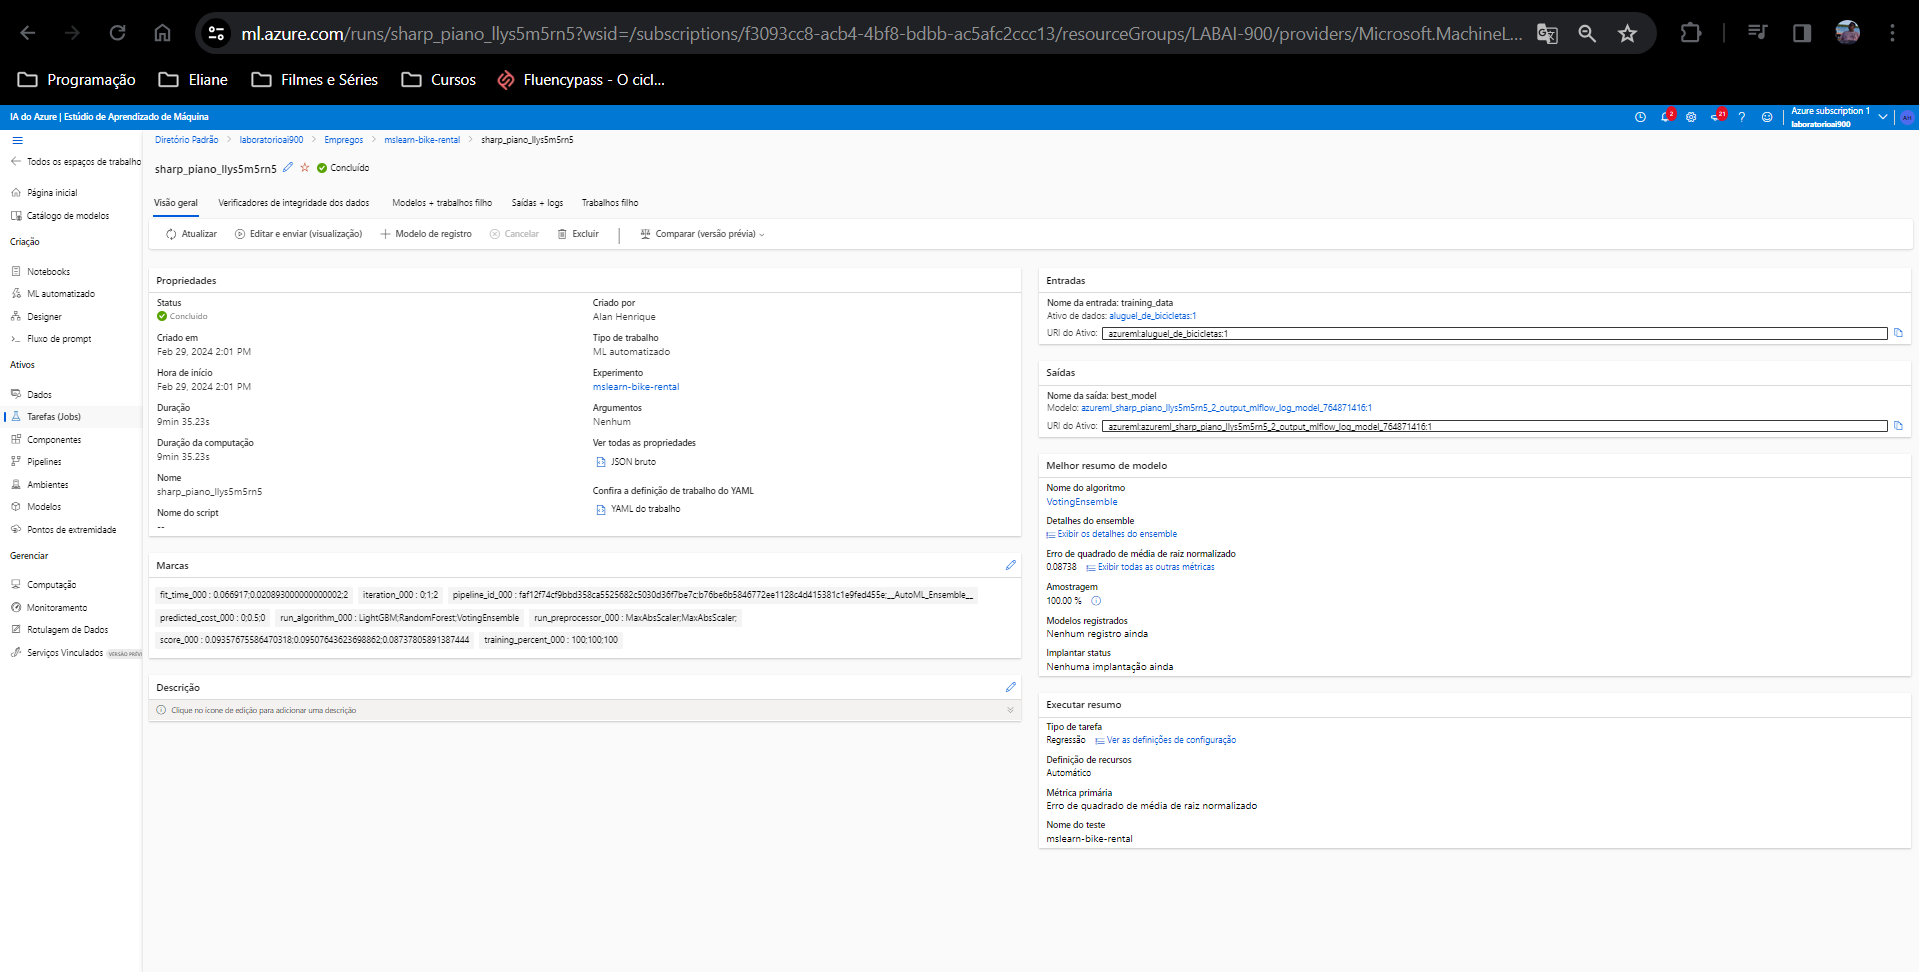 ml.azure.com/runs/sharp_piano_llys5m5rn5?wsid=/subscriptions/f3093cc8-acb4-4bf8-bdbb-ac5afc2ccc13/resourceGroups/LABAI-900/providers/Microsoft.MachineL...
Programação Eliane Filmes e Séries Cursos Fluencypass - O cicl...
IA do Azure | Estúdio de Aprendizado de Máquina
2 21 ? Azure subscription 1
laboratorioai900
Diretório Padrão > laboratorioai900 > Empregos > mslearn-bike-rental > sharp_piano_llys5m5rn5
Todos os espaços de trabalho
Página inicial
Catálogo de modelos
Criação
Notebooks
ML automatizado
Designer
Fluxo de prompt
Ativos
Dados
Tarefas (Jobs)
Componentes
Pipelines
Ambientes
Modelos
Pontos de extremidade
Gerenciar
Computação
Monitoramento
Rotulagem de Dados
Serviços Vinculados VERSÃO PRÉVI
sharp_piano_llys5m5rn5 Concluído
Visão geral Verificadores de integridade dos dados Modelos + trabalhos filho Saídas + logs Trabalhos filho
Atualizar Editar e enviar (visualização) Modelo de registro Cancelar Excluir Comparar (versão prévia)
Propriedades
Status
Concluído
Criado em
Feb 29, 2024 2:01 PM
Hora de início
Feb 29, 2024 2:01 PM
Duração
9min 35.23s
Duração da computação
9min 35.23s
Nome
sharp_piano_llys5m5rn5
Nome do script
--
Criado por
Alan Henrique
Tipo de trabalho
ML automatizado
Experimento
mslearn-bike-rental
Argumentos
Nenhum
Ver todas as propriedades
JSON bruto
Confira a definição de trabalho do YAML
YAML do trabalho
Marcas
fit_time_000 : 0.066917;0.020893000000000002;2 iteration_000 : 0;1;2 pipeline_id_000 : faf12f74cf9bbd358ca5525682c5030d36f7be7c;b76be6b5846772ee1128c4d415381c1e9fed455e;__AutoML_Ensemble__
predicted_cost_000 : 0;0.5;0 run_algorithm_000 : LightGBM;RandomForest;VotingEnsemble run_preprocessor_000 : MaxAbsScaler;MaxAbsScaler;
score_000 : 0.09357675586470318;0.09507643623698862;0.08737805891387444 training_percent_000 : 100;100;100
Descrição
Clique no ícone de edição para adicionar uma descrição
Entradas
Nome da entrada: training_data
Ativo de dados: aluguel_de_bicicletas:1
URI do Ativo: azureml:aluguel_de_bicicletas:1
Saídas
Nome da saída: best_model
Modelo: azureml_sharp_piano_llys5m5rn5_2_output_mlflow_log_model_764871416:1
URI do Ativo: azureml:azureml_sharp_piano_llys5m5rn5_2_output_mlflow_log_model_764871416:1
Melhor resumo de modelo
Nome do algoritmo
VotingEnsemble
Detalhes do ensemble
Exibir os detalhes do ensemble
Erro de quadrado de média de raiz normalizado
0.08738 Exibir todas as outras métricas
Amostragem
100.00 %
Modelos registrados
Nenhum registro ainda
Implantar status
Nenhuma implantação ainda
Executar resumo
Tipo de tarefa
Regressão Ver as definições de configuração
Definição de recursos
Automático
Métrica primária
Erro de quadrado de média de raiz normalizado
Nome do teste
mslearn-bike-rental